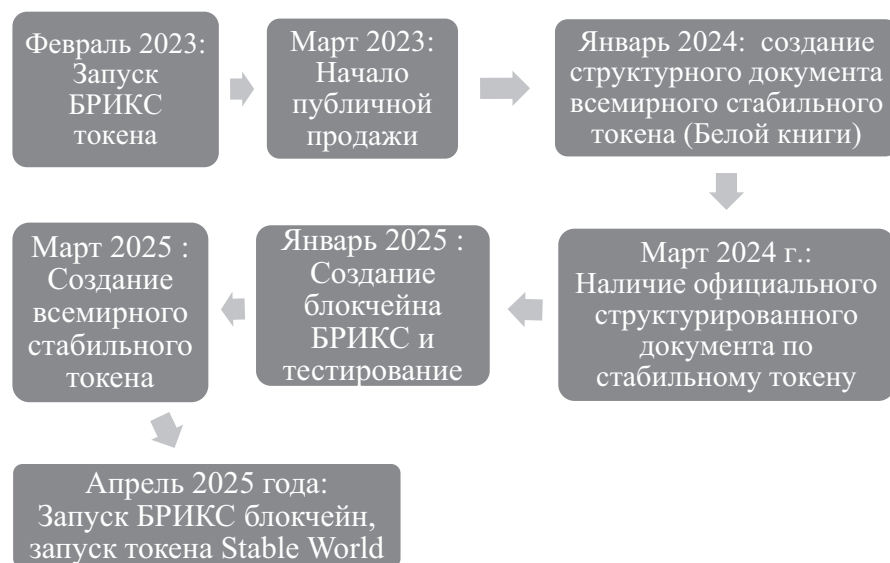 Февраль 2023:
Запуск
БРИКС
токена
Март 2023:
Начало
публичной
продажи
Январь 2024: создание
структурного документа
всемирного стабильного
токена (Белой книги)
Март 2024 г.:
Наличие официального
структурированного
документа по
стабильному токену
Январь 2025 :
Создание
блокчейна
БРИКС и
тестирование
Март 2025 :
Создание
всемирного
стабильного
токена
Апрель 2025 года:
Запуск БРИКС блокчейн,
запуск токена Stable World